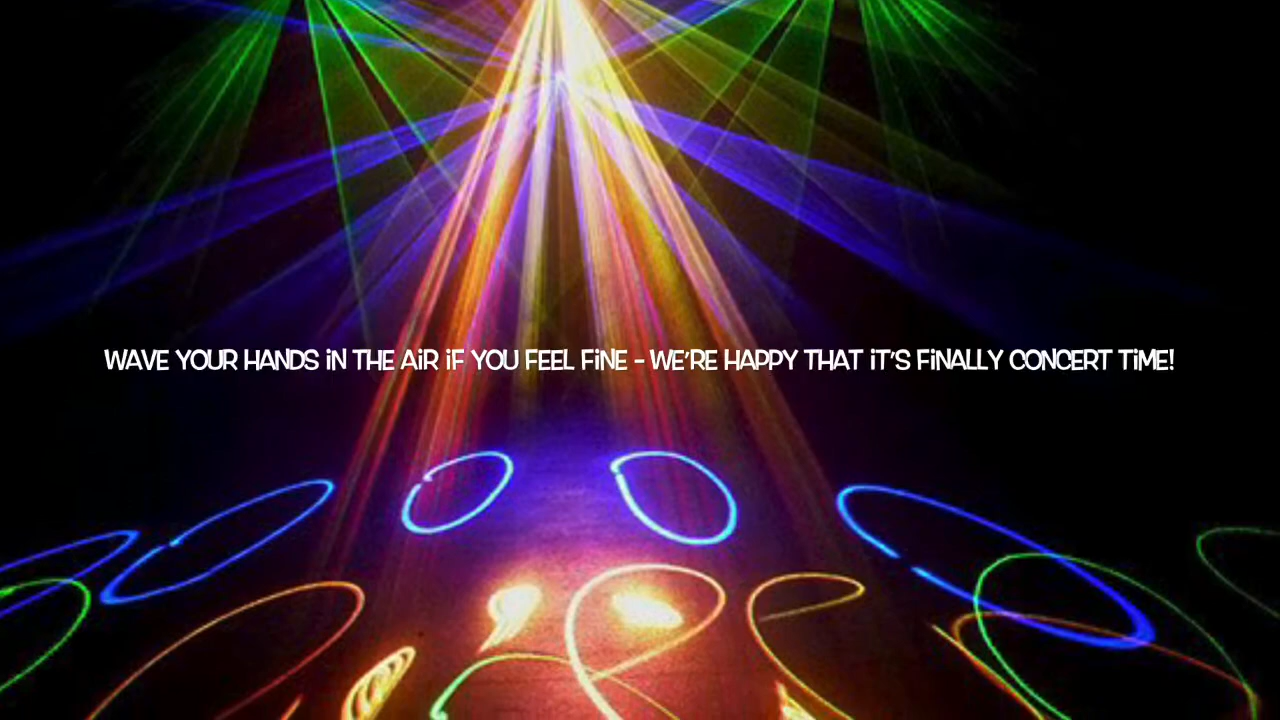 WAVE YOUR HANDS iN THE AiR iF YOU FEEL FiNE - WE'RE HAPPY THAT iT'S FiNALLY CONCERT TiME!